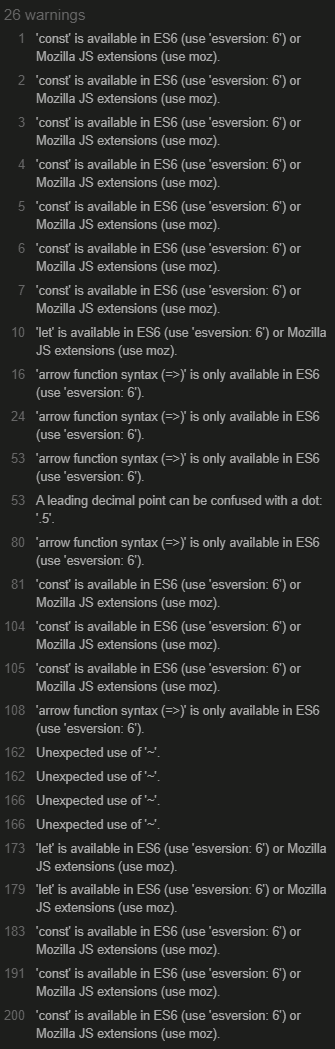 26 warnings
1 'const' is available in ES6 (use 'esversion: 6') or
Mozilla JS extensions (use moz).
2 'const' is available in ES6 (use 'esversion: 6') or
Mozilla JS extensions (use moz).
3 'const' is available in ES6 (use 'esversion: 6') or
Mozilla JS extensions (use moz).
4 'const' is available in ES6 (use 'esversion: 6') or
Mozilla JS extensions (use moz).
5 'const' is available in ES6 (use 'esversion: 6') or
Mozilla JS extensions (use moz).
6 'const' is available in ES6 (use 'esversion: 6') or
Mozilla JS extensions (use moz).
7 'const' is available in ES6 (use 'esversion: 6') or
Mozilla JS extensions (use moz).
10 'let' is available in ES6 (use 'esversion: 6') or Mozilla
JS extensions (use moz).
16 'arrow function syntax (=>)' is only available in ES6
(use 'esversion: 6').
24 'arrow function syntax (=>)' is only available in ES6
(use 'esversion: 6').
53 'arrow function syntax (=>)' is only available in ES6
(use 'esversion: 6').
53 A leading decimal point can be confused with a dot:
'.5'.
80 'arrow function syntax (=>)' is only available in ES6
(use 'esversion: 6').
81 'const' is available in ES6 (use 'esversion: 6') or
Mozilla JS extensions (use moz).
104 'const' is available in ES6 (use 'esversion: 6') or
Mozilla JS extensions (use moz).
105 'const' is available in ES6 (use 'esversion: 6') or
Mozilla JS extensions (use moz).
108 'arrow function syntax (=>)' is only available in ES6
(use 'esversion: 6').
162 Unexpected use of '~'.
162 Unexpected use of '~'.
166 Unexpected use of '~'.
166 Unexpected use of '~'.
173 'let' is available in ES6 (use 'esversion: 6') or Mozilla
JS extensions (use moz).
179 'let' is available in ES6 (use 'esversion: 6') or Mozilla
JS extensions (use moz).
183 'const' is available in ES6 (use 'esversion: 6') or
Mozilla JS extensions (use moz).
191 'const' is available in ES6 (use 'esversion: 6') or
Mozilla JS extensions (use moz).
200 'const' is available in ES6 (use 'esversion: 6') or
Mozilla JS extensions (use moz).